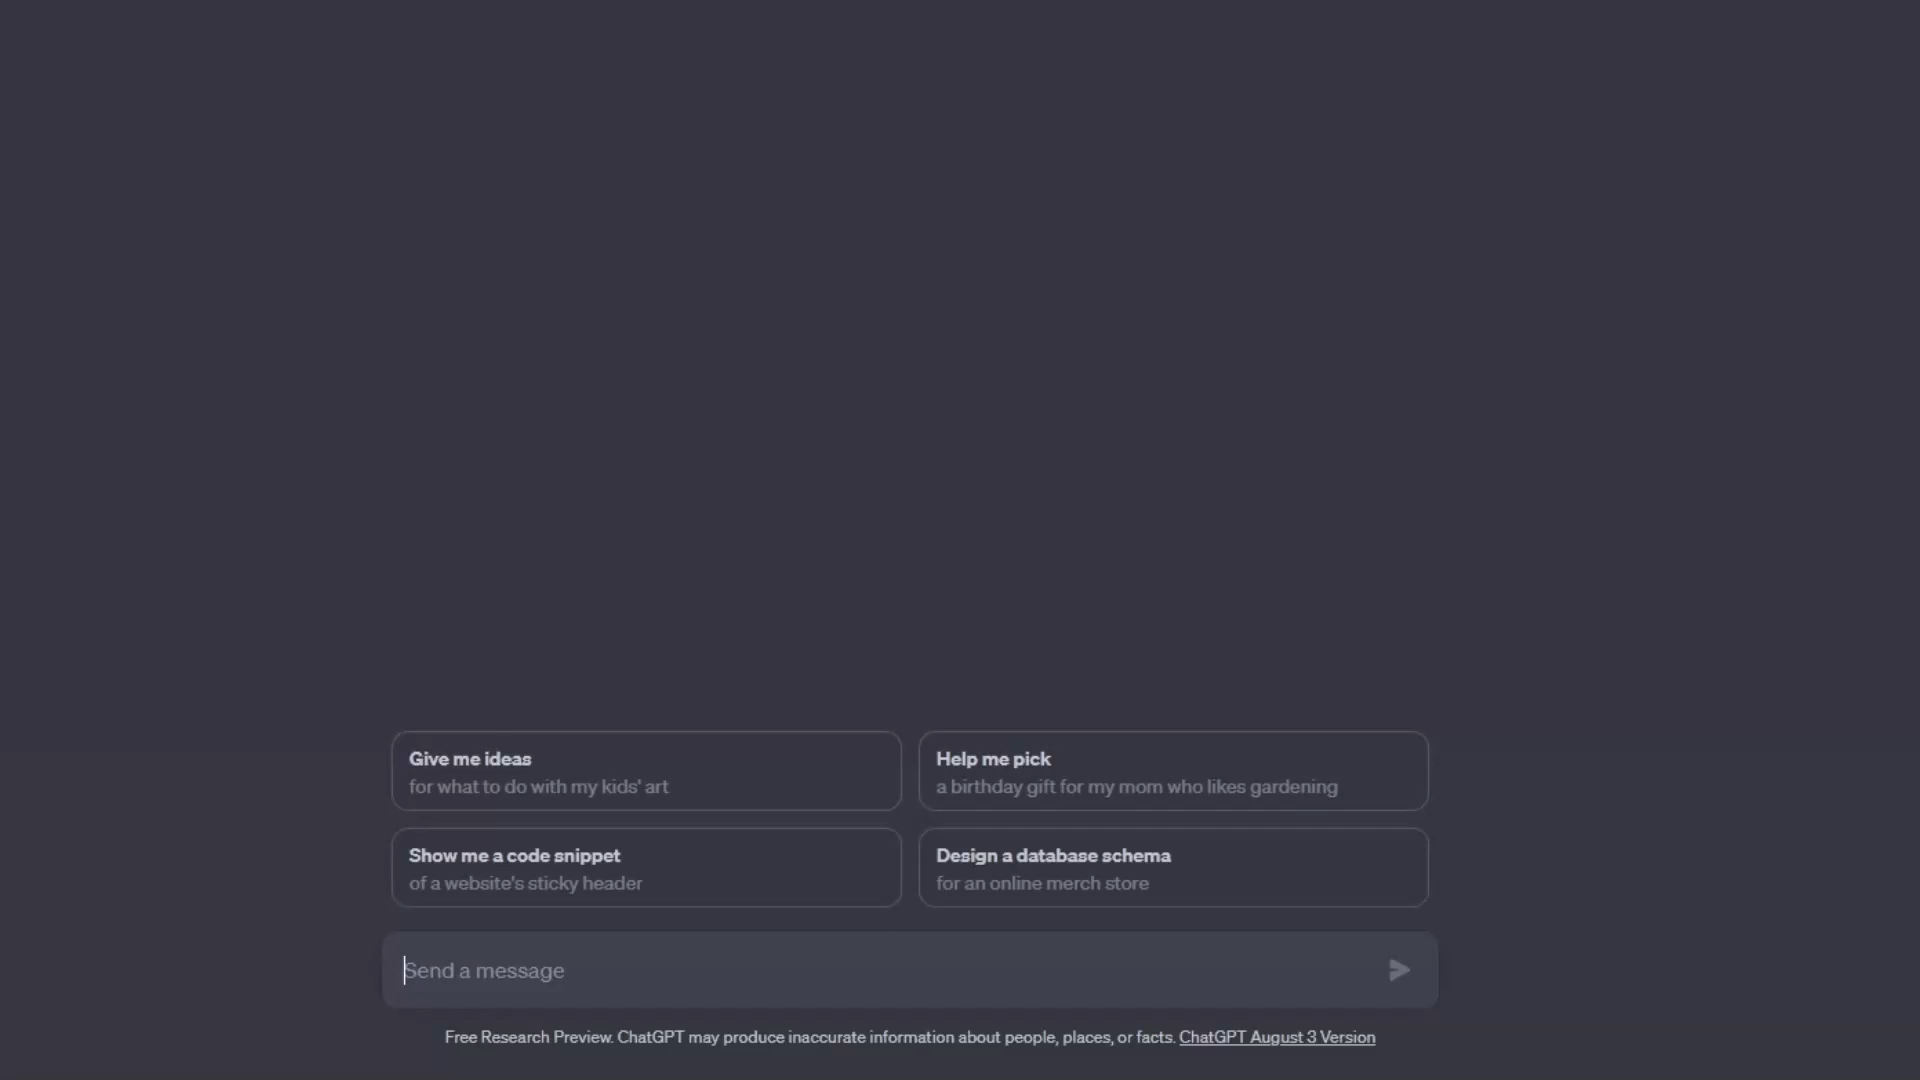 Give me ideas
for what to do with my kids' art
Help me pick
a birthday gift for my mom who likes gardening
Show me a code snippet
of a website's sticky header
Design a database schema
for an online merch store
Send a message
Free Research Preview. ChatGPT may produce inaccurate information about people, places, or facts. ChatGPT August 3 Version